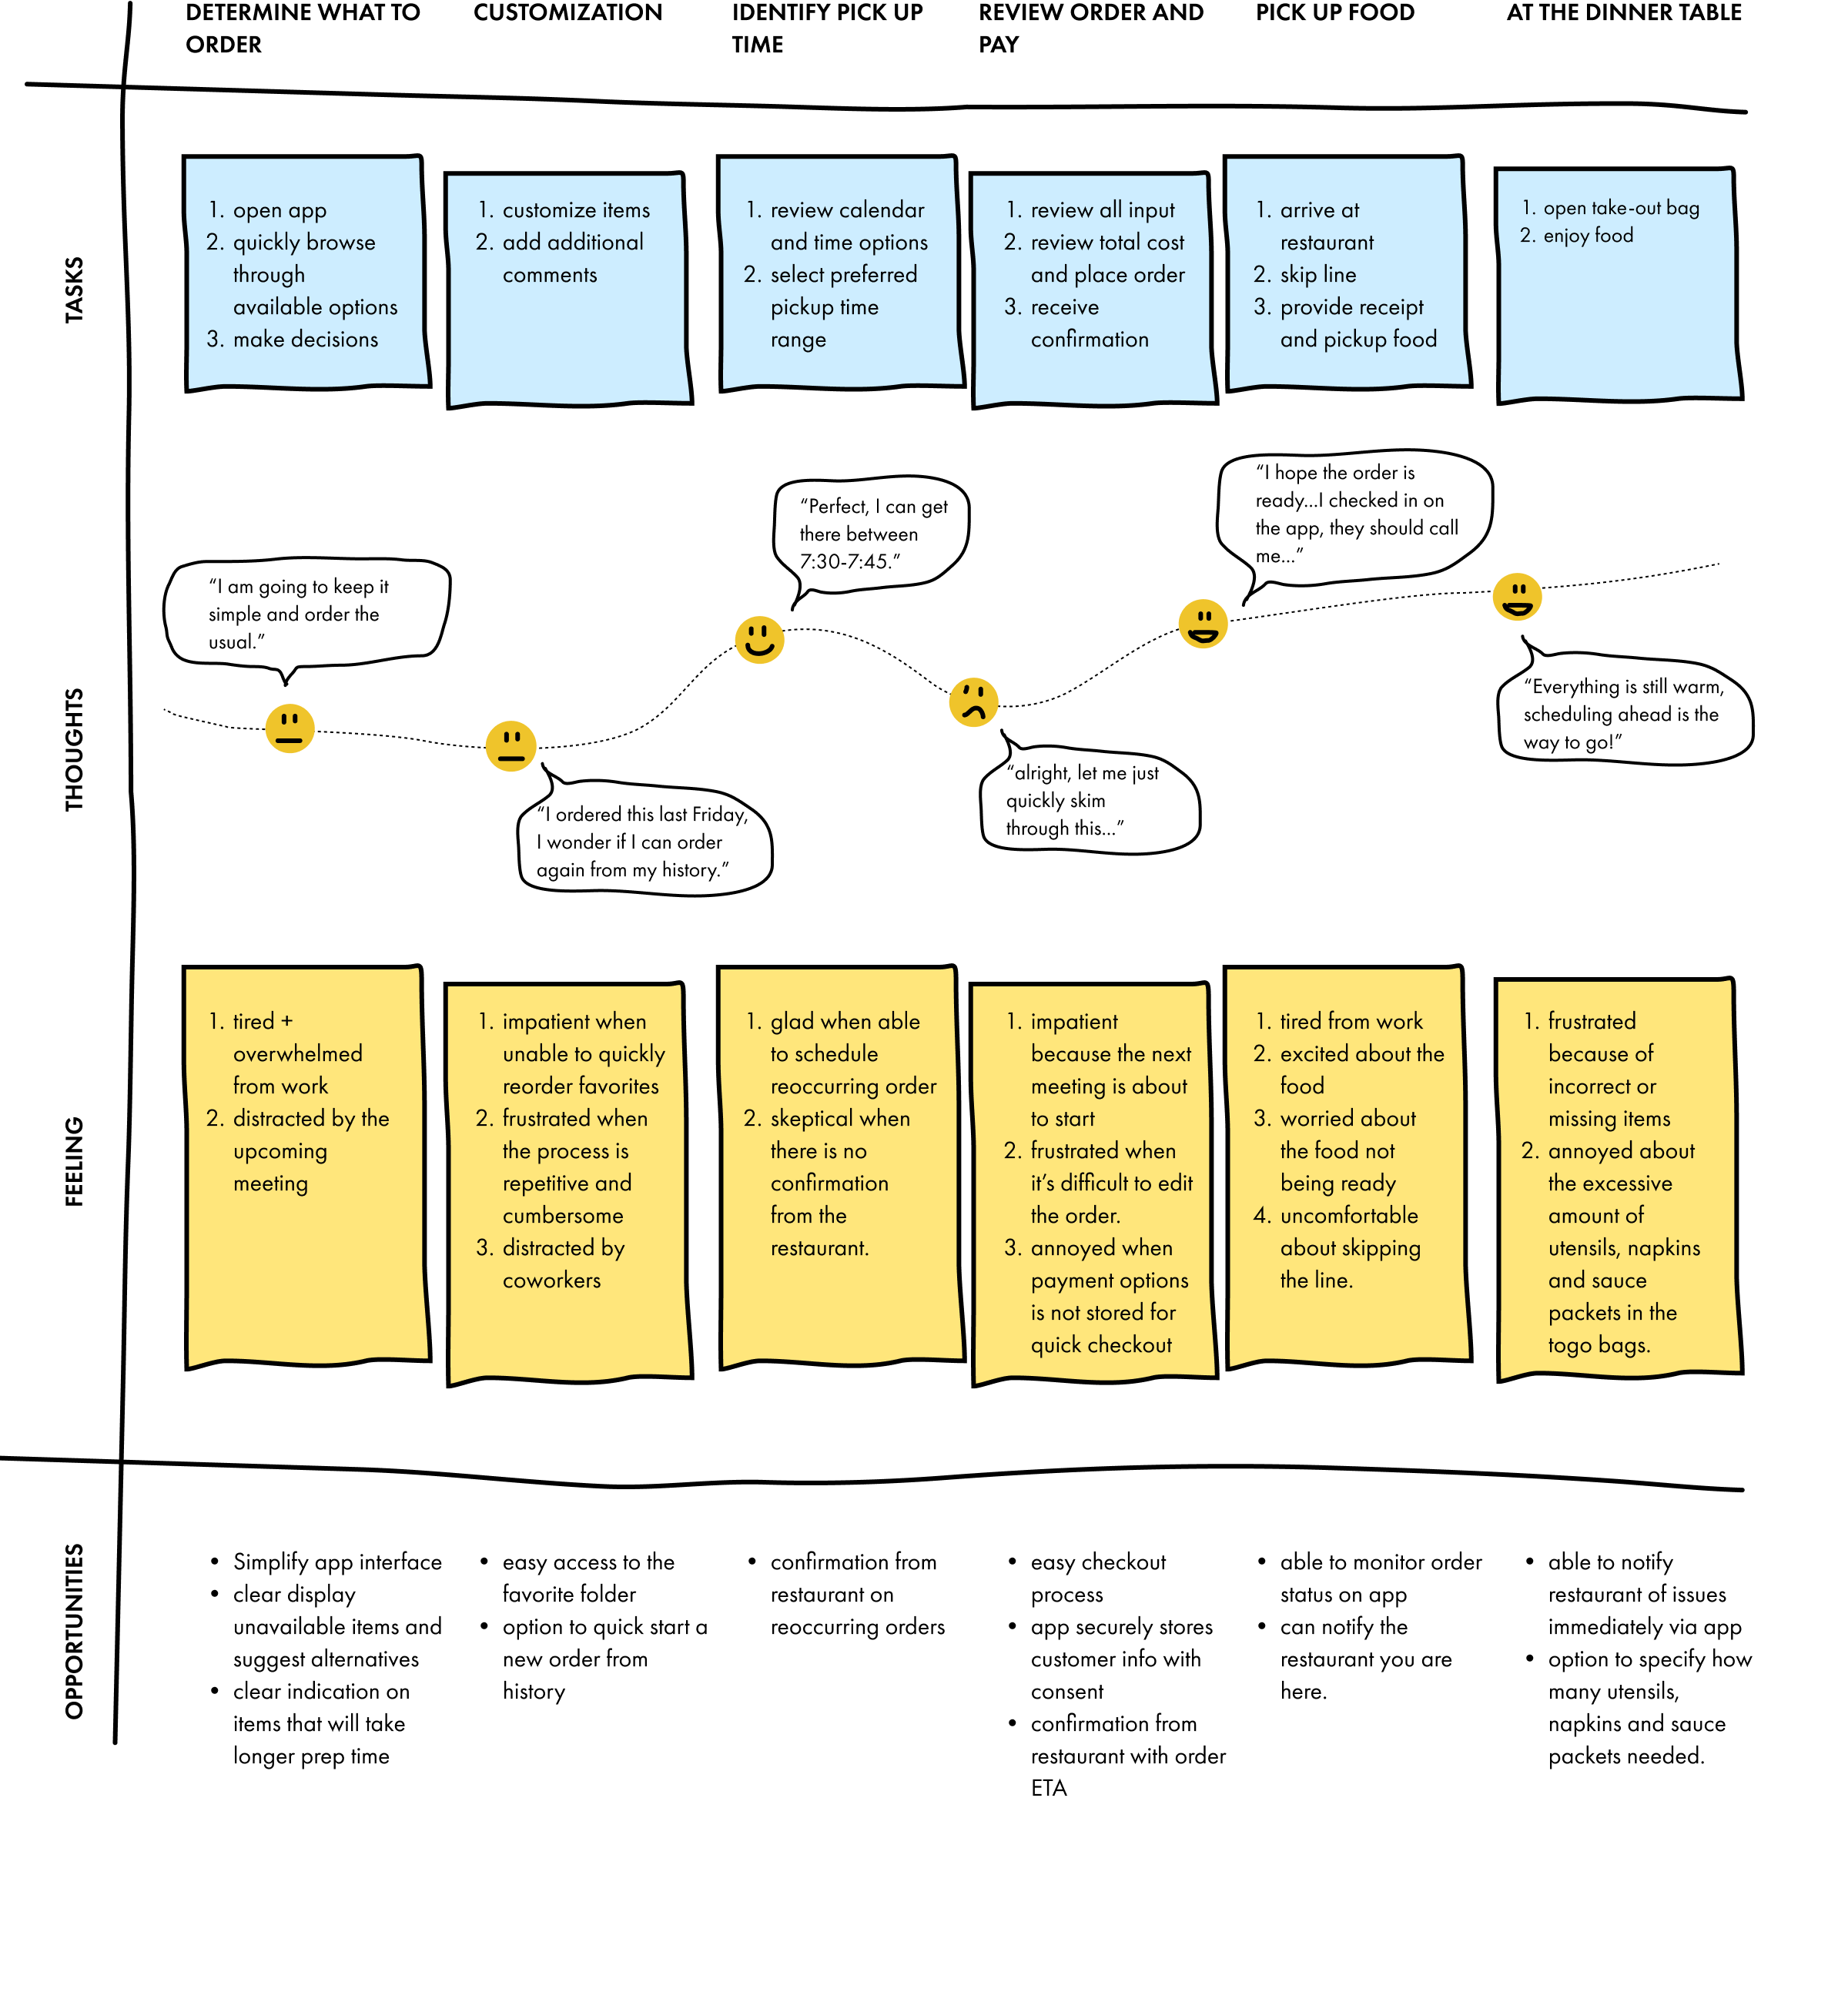 DETERMINE WHAT TO
ORDER
CUSTOMIZATION
IDENTIFY PICK UP
TIME
REVIEW ORDER AND
PAY
PICK UP FOOD
AT THE DINNER TABLE
TASKS
1. open app
2. quickly browse
through
available options
3. make decisions
1. customize items
2. add additional
comments
1. review calendar
and time options
2. select preferred
pickup time
range
1. review all input
2. review total cost
and place order
3. receive
confirmation
1. arrive at
restaurant
2. skip line
3. provide receipt
and pickup food
1. open take-out bag
2. enjoy food
THOUGHTS
“I am going to keep it
simple and order the
usual.”
“I ordered this last Friday,
I wonder if I can order
again from my history.”
“Perfect, I can get
there between
7:30-7:45.”
“alright, let me just
quickly skim
through this...”
“I hope the order is
ready...I checked in on
the app, they should call
me...”
“Everything is still warm,
scheduling ahead is the
way to go!”
FEELING
1. tired +
overwhelmed
from work
2. distracted by the
upcoming
meeting
1. impatient when
unable to quickly
reorder favorites
2. frustrated when
the process is
repetitive and
cumbersome
3. distracted by
coworkers
1. glad when able
to schedule
reoccurring order
2. skeptical when
there is no
confirmation
from the
restaurant.
1. impatient
because the next
meeting is about
to start
2. frustrated when
it’s difficult to edit
the order.
3. annoyed when
payment options
is not stored for
quick checkout
1. tired from work
2. excited about the
food
3. worried about
the food not
being ready
4. uncomfortable
about skipping
the line.
1. frustrated
because of
incorrect or
missing items
2. annoyed about
the excessive
amount of
utensils, napkins
and sauce
packets in the
togo bags.
OPPORTUNITIES
• Simplify app interface
• clear display
unavailable items and
suggest alternatives
• clear indication on
items that will take
longer prep time
• easy access to the
favorite folder
• option to quick start a
new order from
history
• confirmation from
restaurant on
reoccurring orders
• easy checkout
process
• app securely stores
customer info with
consent
• confirmation from
restaurant with order
ETA
• able to monitor order
status on app
• can notify the
restaurant you are
here.
• able to notify
restaurant of issues
immediately via app
• option to specify how
many utensils,
napkins and sauce
packets needed.